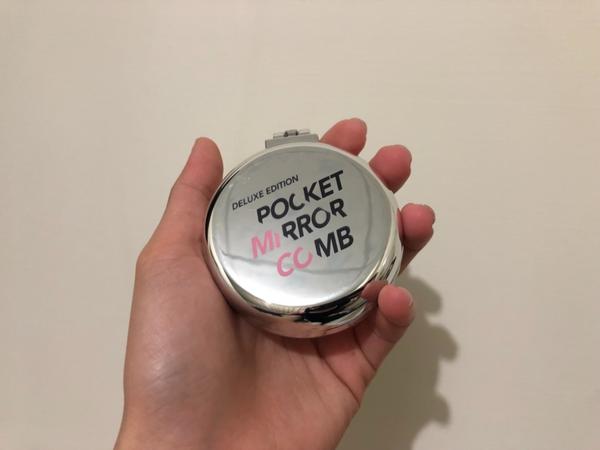 DELUXE EDITION
POCKET
MIRROR
COMB